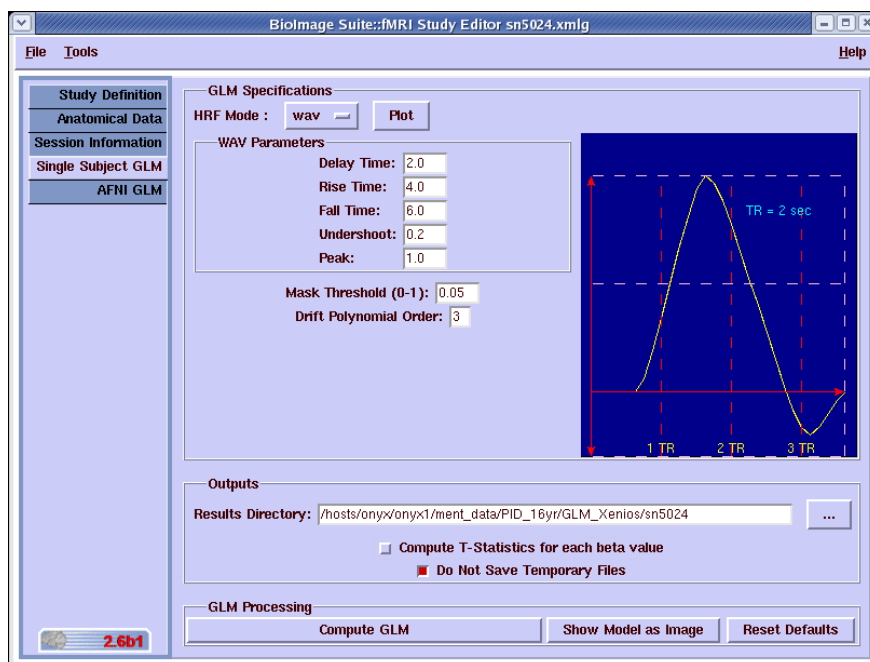 BioImage Suite::fMRI Study Editor sn5024.xmlg
File Tools Help
Study Definition
Anatomical Data
Session Information
Single Subject GLM
AFNI GLM
2.6b1
GLM Specifications
HRF Mode : wav Plot
WAV Parameters
Delay Time: 2.0
Rise Time: 4.0
Fall Time: 6.0
Undershoot: 0.2
Peak: 1.0
Mask Threshold (0-1): 0.05
Drift Polynomial Order: 3
TR = 2 sec
1 TR 2 TR 3 TR
Outputs
Results Directory: /hosts/onyx/onyx1/ment_data/PID_16yr/GLM_Xenios/sn5024 ...
Compute T-Statistics for each beta value
Do Not Save Temporary Files
GLM Processing
Compute GLM Show Model as Image Reset Defaults